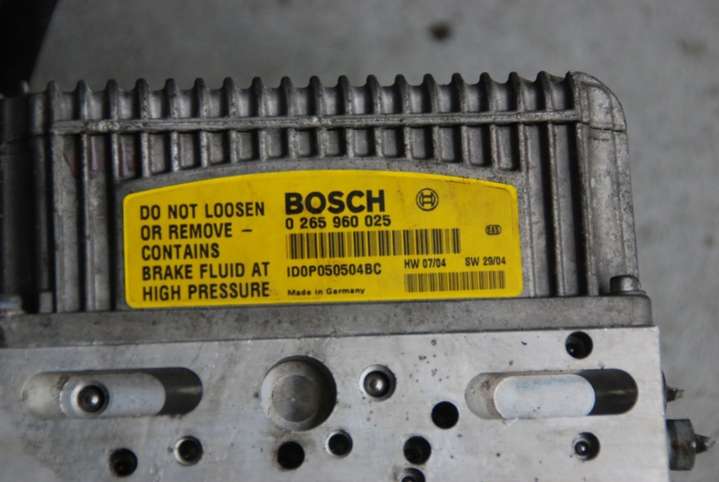 DO NOT LOOSEN
OR REMOVE –
CONTAINS
BRAKE FLUID AT
HIGH PRESSURE
BOSCH
0 265 960 025
ID0P050504BC
HW 07/04 SW 29/04
Made in Germany